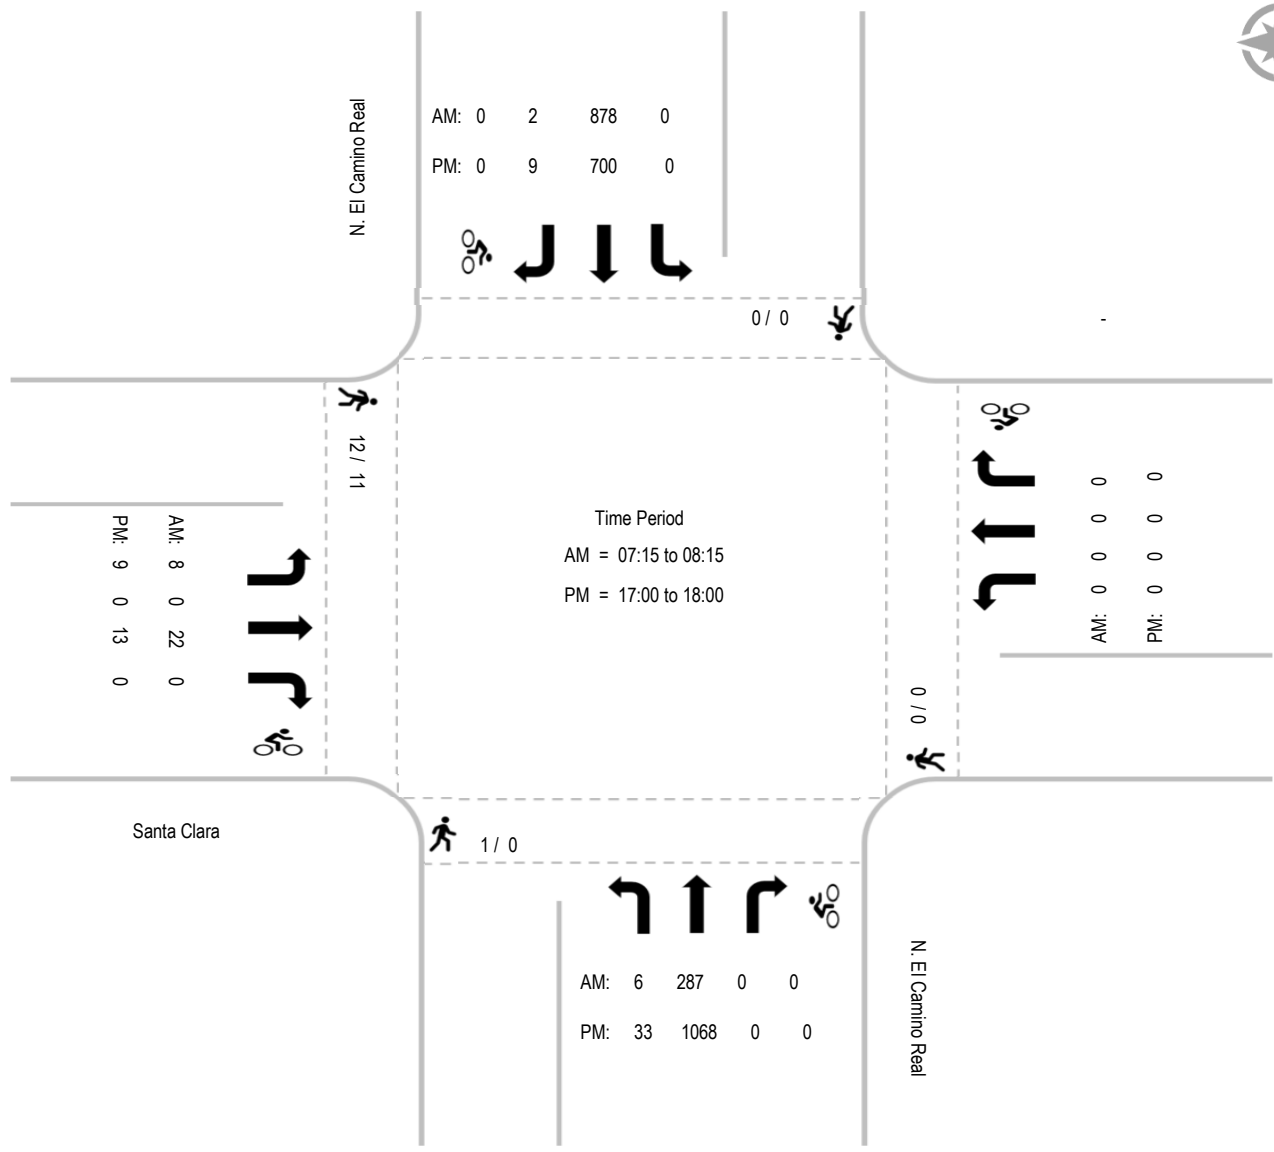 N. El Camino Real
AM: 0 2 878 0
PM: 0 9 700 0
0 / 0
-
12 / 11
AM: 8 0 22 0
PM: 9 0 13 0
Time Period
AM = 07:15 to 08:15
PM = 17:00 to 18:00
PM: 0 0 0 0
AM: 0 0 0 0
0 / 0
Santa Clara
1 / 0
AM: 6 287 0 0
PM: 33 1068 0 0
N. El Camino Real